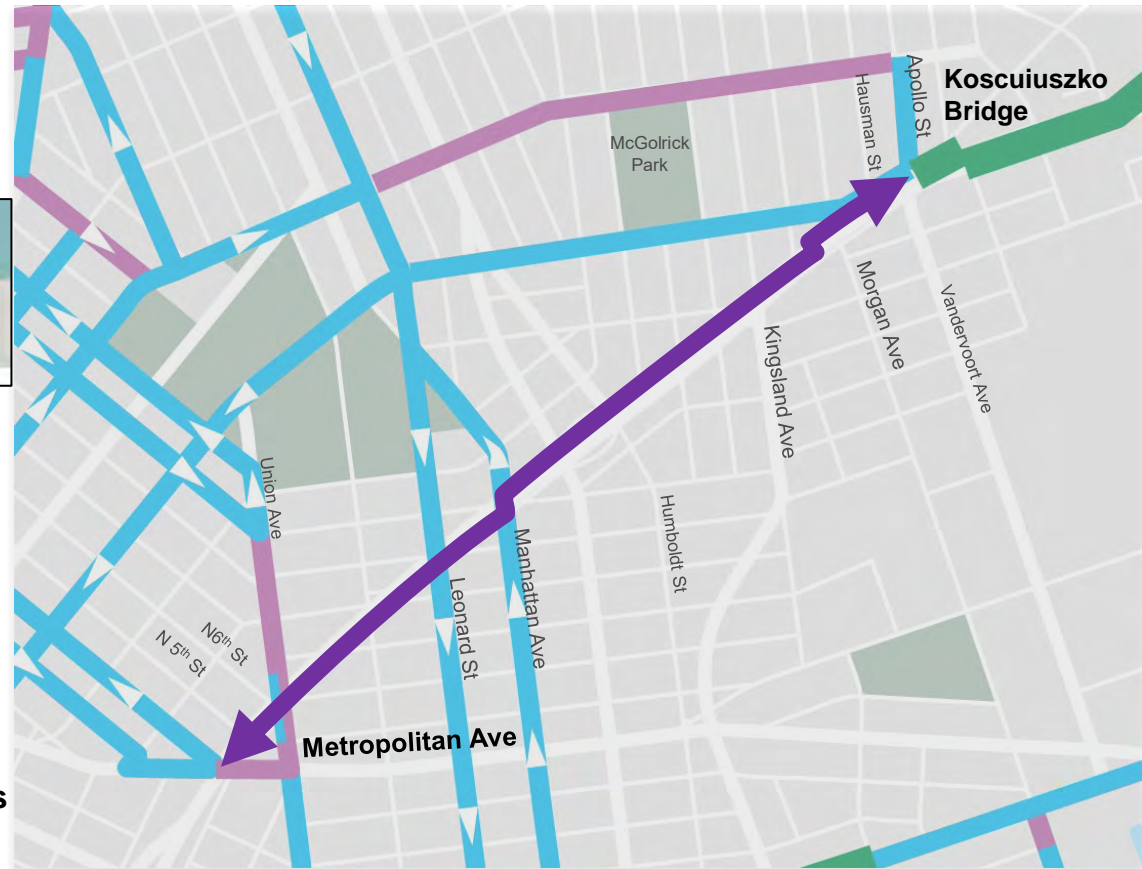 Koscuiuszko
Bridge
Apollo St
Hausman St
McGolrick
Park
Morgan Ave
Vandervoort Ave
Kingsland Ave
Union Ave
Humboldt St
Manhattan Ave
Leonard St
N6th St
N 5th St
Metropolitan Ave
s